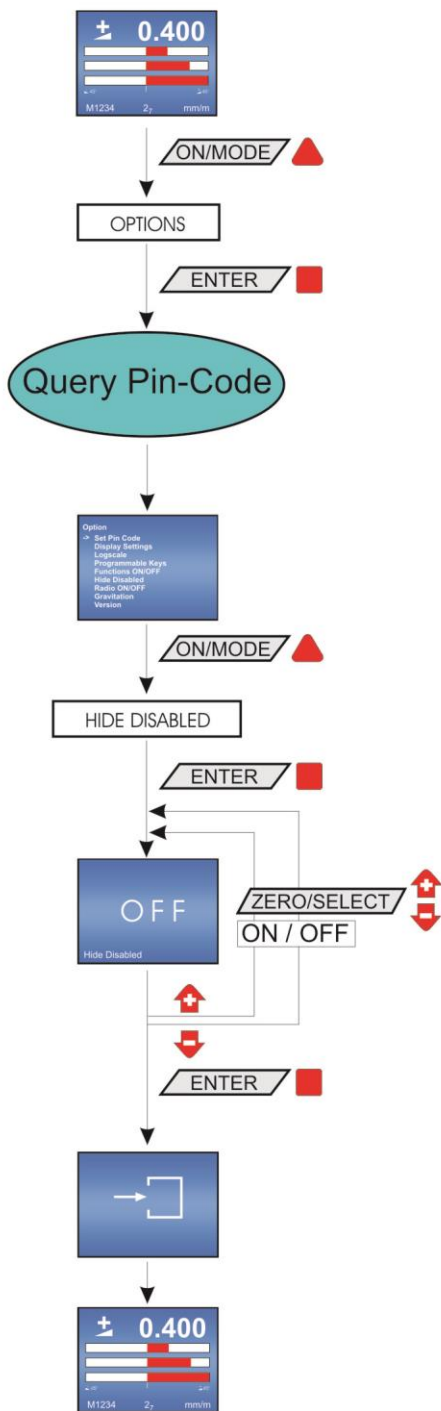 ± 0.400
M1234 2₇ mm/m
ON/MODE
OPTIONS
ENTER
Query Pin-Code
Option
-> Set Pin Code
Display Settings
Logscale
Programmable Keys
Functions ON/OFF
Hide Disabled
Radio ON/OFF
Gravitation
Version
ON/MODE
HIDE DISABLED
ENTER
OFF
Hide Disabled
ZERO/SELECT
ON / OFF
+
-
+
-
ENTER
± 0.400
M1234 2₇ mm/m